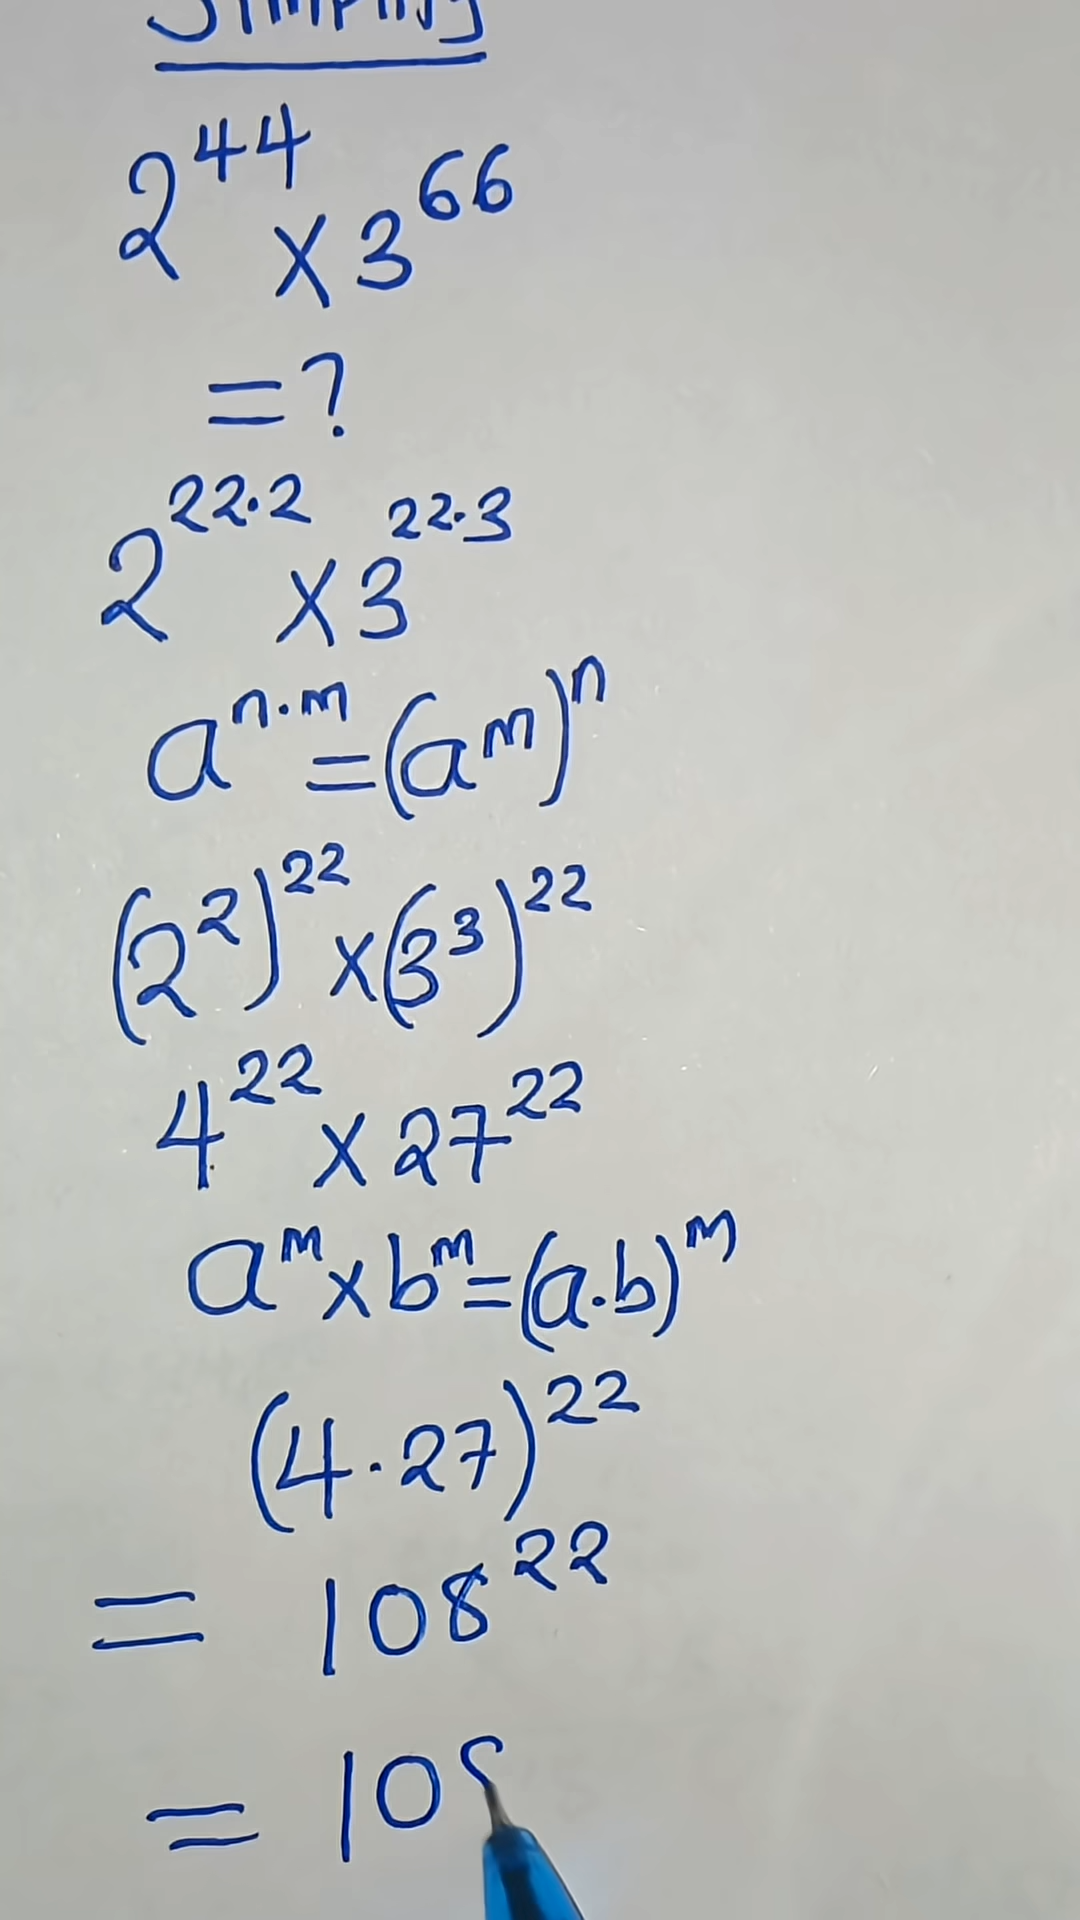 Simplify
2^44 × 3^66
= ?
2^22·2 × 3^22·3
a^n·m = (a^m)^n
(2^2)^22 × (3^3)^22
4^22 × 27^22
a^m × b^m = (a·b)^m
(4·27)^22
= 108^22
= 10